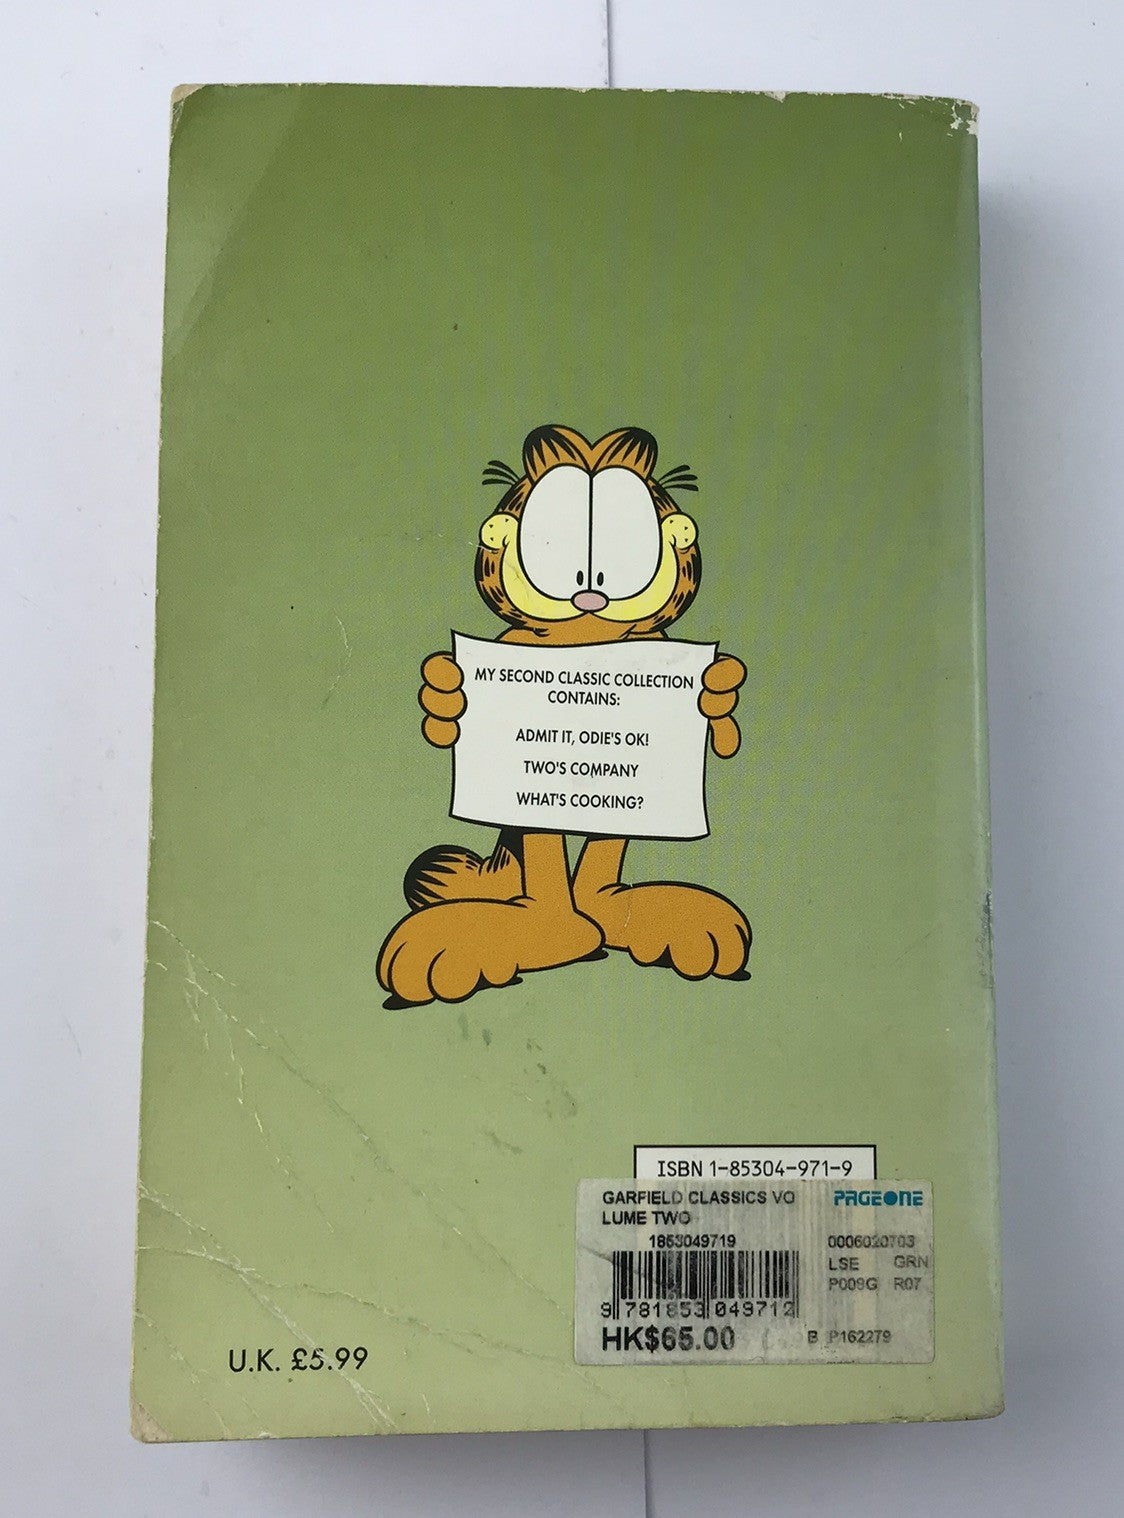 MY SECOND CLASSIC COLLECTION
CONTAINS:
ADMIT IT, ODIE'S OK!
TWO'S COMPANY
WHAT'S COOKING?
ISBN 1-85304-971-9
GARFIELD CLASSICS VO
LUME TWO
PAGEONE
1853049719
0006020703
LSE GRN
P009G R07
9 781853 049712
HK$65.00
B P162279
U.K. £5.99